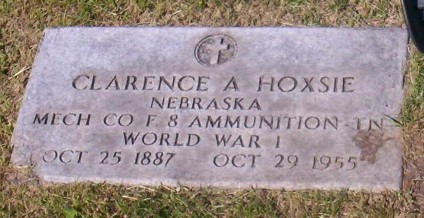 CLARENCE A HOXSIE
NEBRASKA
MECH CO F 8 AMMUNITION TN
WORLD WAR I
OCT 25 1887 OCT 29 1955